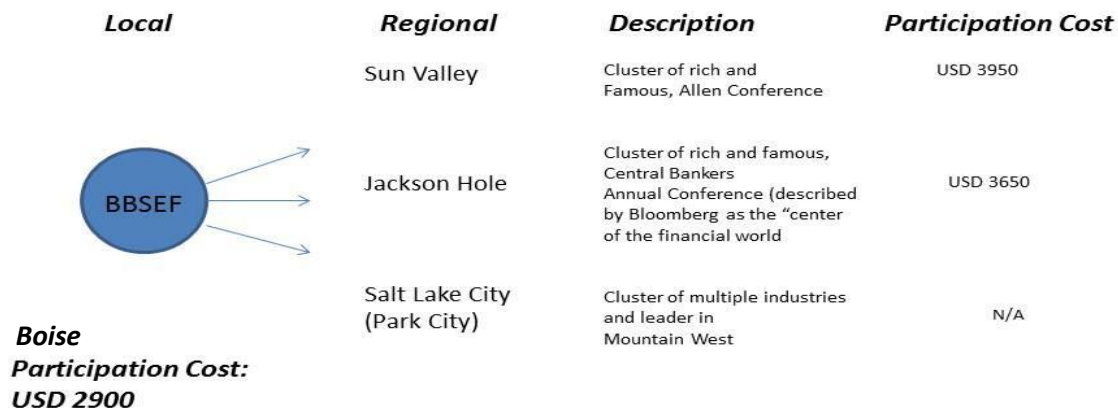 Local Regional Description Participation Cost
Sun Valley
Cluster of rich and
Famous, Allen Conference
USD 3950
BBSEF
Jackson Hole
Cluster of rich and famous,
Central Bankers
Annual Conference (described
by Bloomberg as the “center
of the financial world
USD 3650
Salt Lake City
(Park City)
Cluster of multiple industries
and leader in
Mountain West
N/A
Boise
Participation Cost:
USD 2900